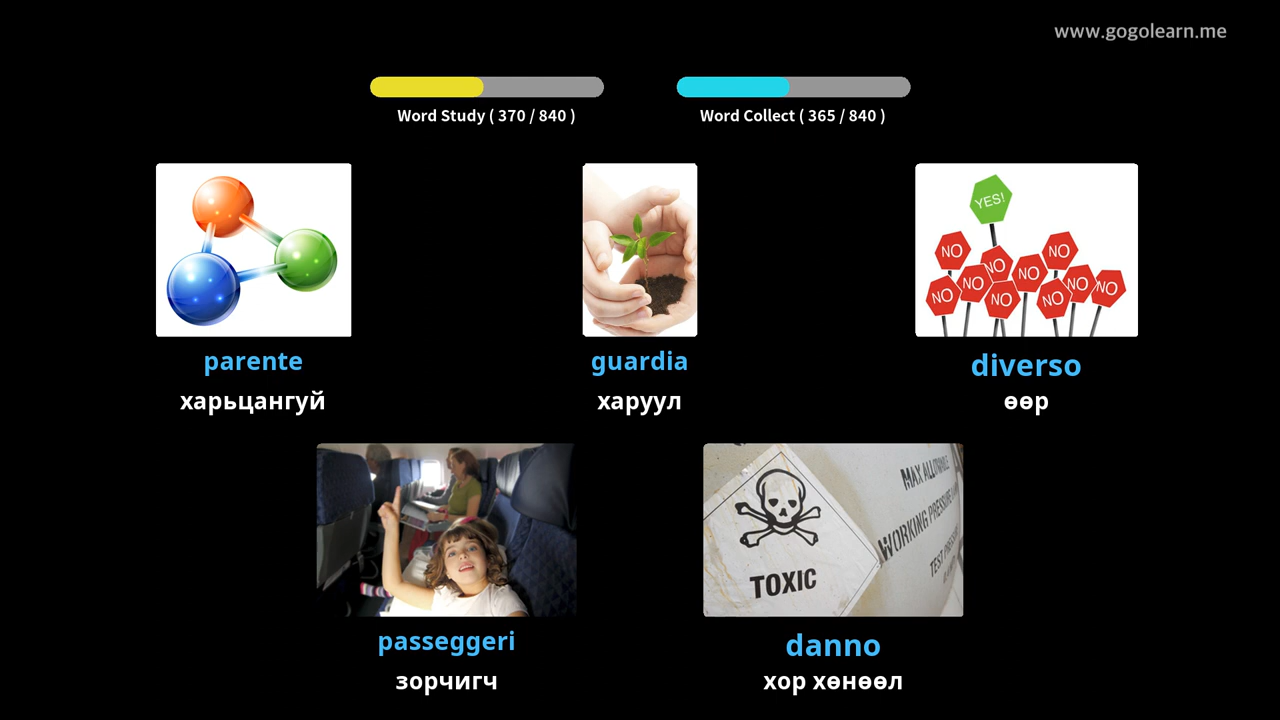 www.gogolearn.me
Word Study ( 370 / 840 )
Word Collect ( 365 / 840 )
YES!
NO
NO
NO
NO
NO
NO
NO
NO
NO
NO
parente
харьцангуй
guardia
харуул
diverso
өөр
MAX ALLOWABLE
WORKING PRESSURE
TEST
TOXIC
passeggeri
зорчигч
danno
хор хөнөөл